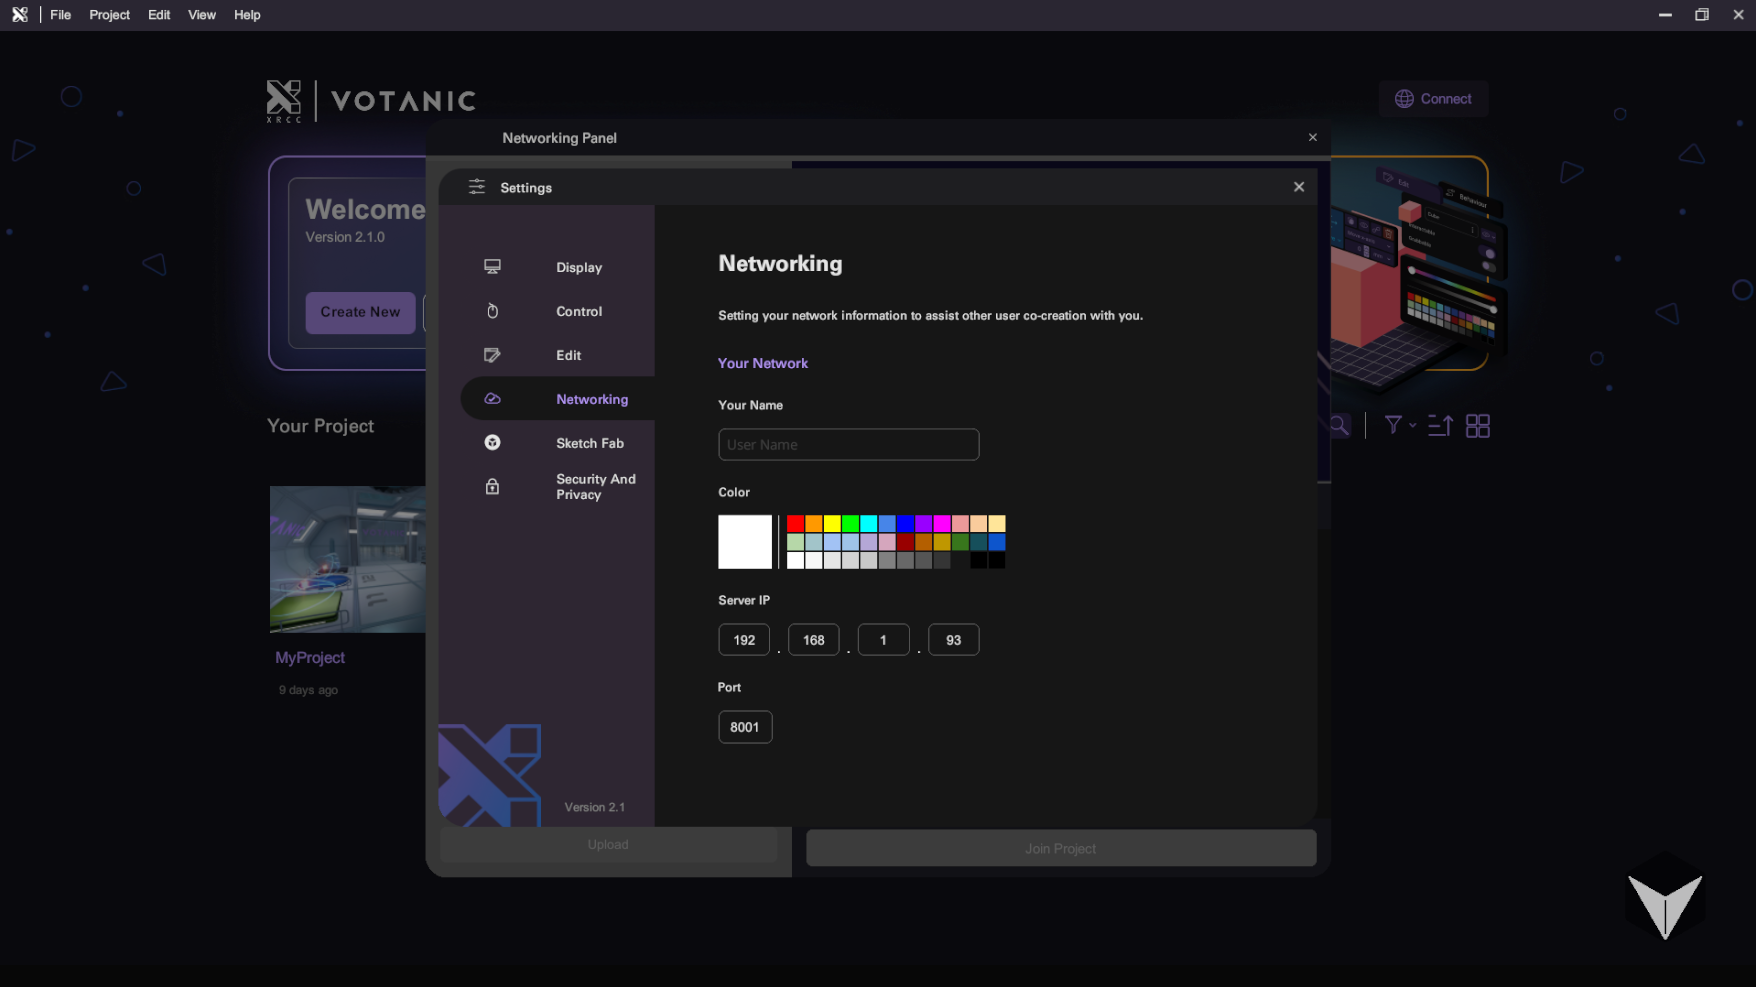 File Project Edit View Help
XRCC VOTANIC
Connect
Networking Panel
Settings
Welcome
Version 2.1.0
Create New
Edit
Behaviour
Cube
Display
Control
Edit
Networking
Sketch Fab
Security And
Privacy
Version 2.1
Networking
Setting your network information to assist other user co-creation with you.
Your Network
Your Name
User Name
Color
Server IP
192 . 168 . 1 . 93
Port
8001
Your Project
MyProject
9 days ago
Upload
Join Project